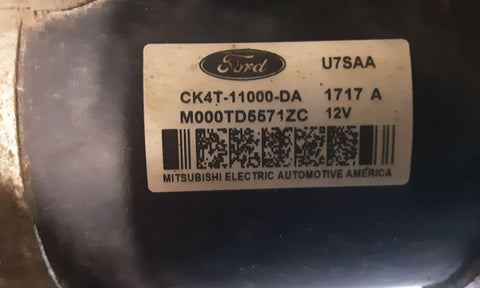 Ford U7SAA
CK4T-11000-DA 1717 A
M000TD5571ZC 12V
MITSUBISHI ELECTRIC AUTOMOTIVE AMERICA